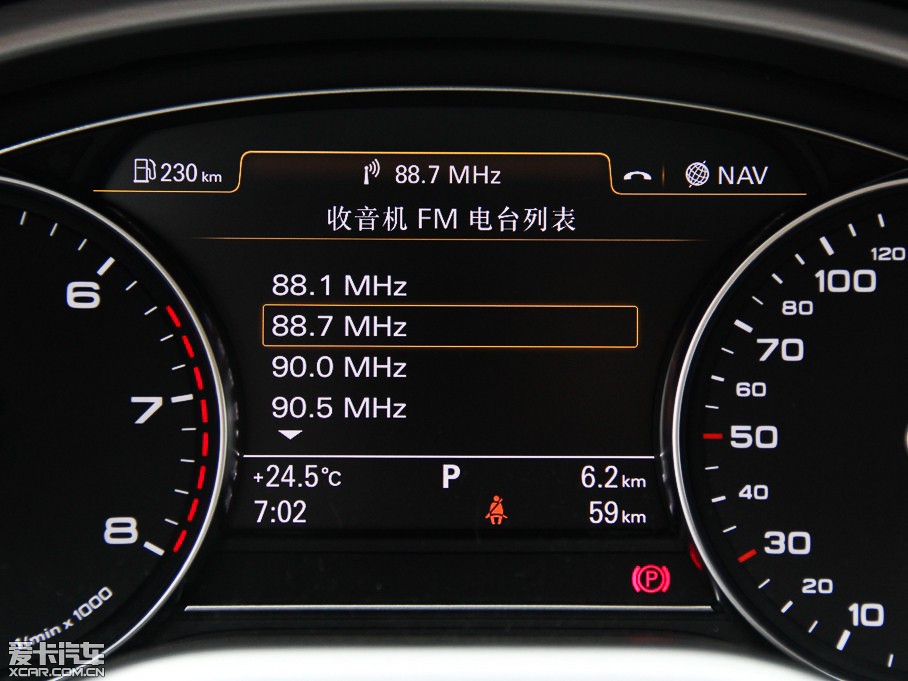 230 km
88.7 MHz
NAV
收音机 FM 电台列表
88.1 MHz
88.7 MHz
90.0 MHz
90.5 MHz
+24.5°C
P
6.2 km
7:02
59 km
P
6
7
8
1/min x 1000
120
100
80
70
60
50
40
30
20
10
爱卡汽车
XCAR.COM.CN